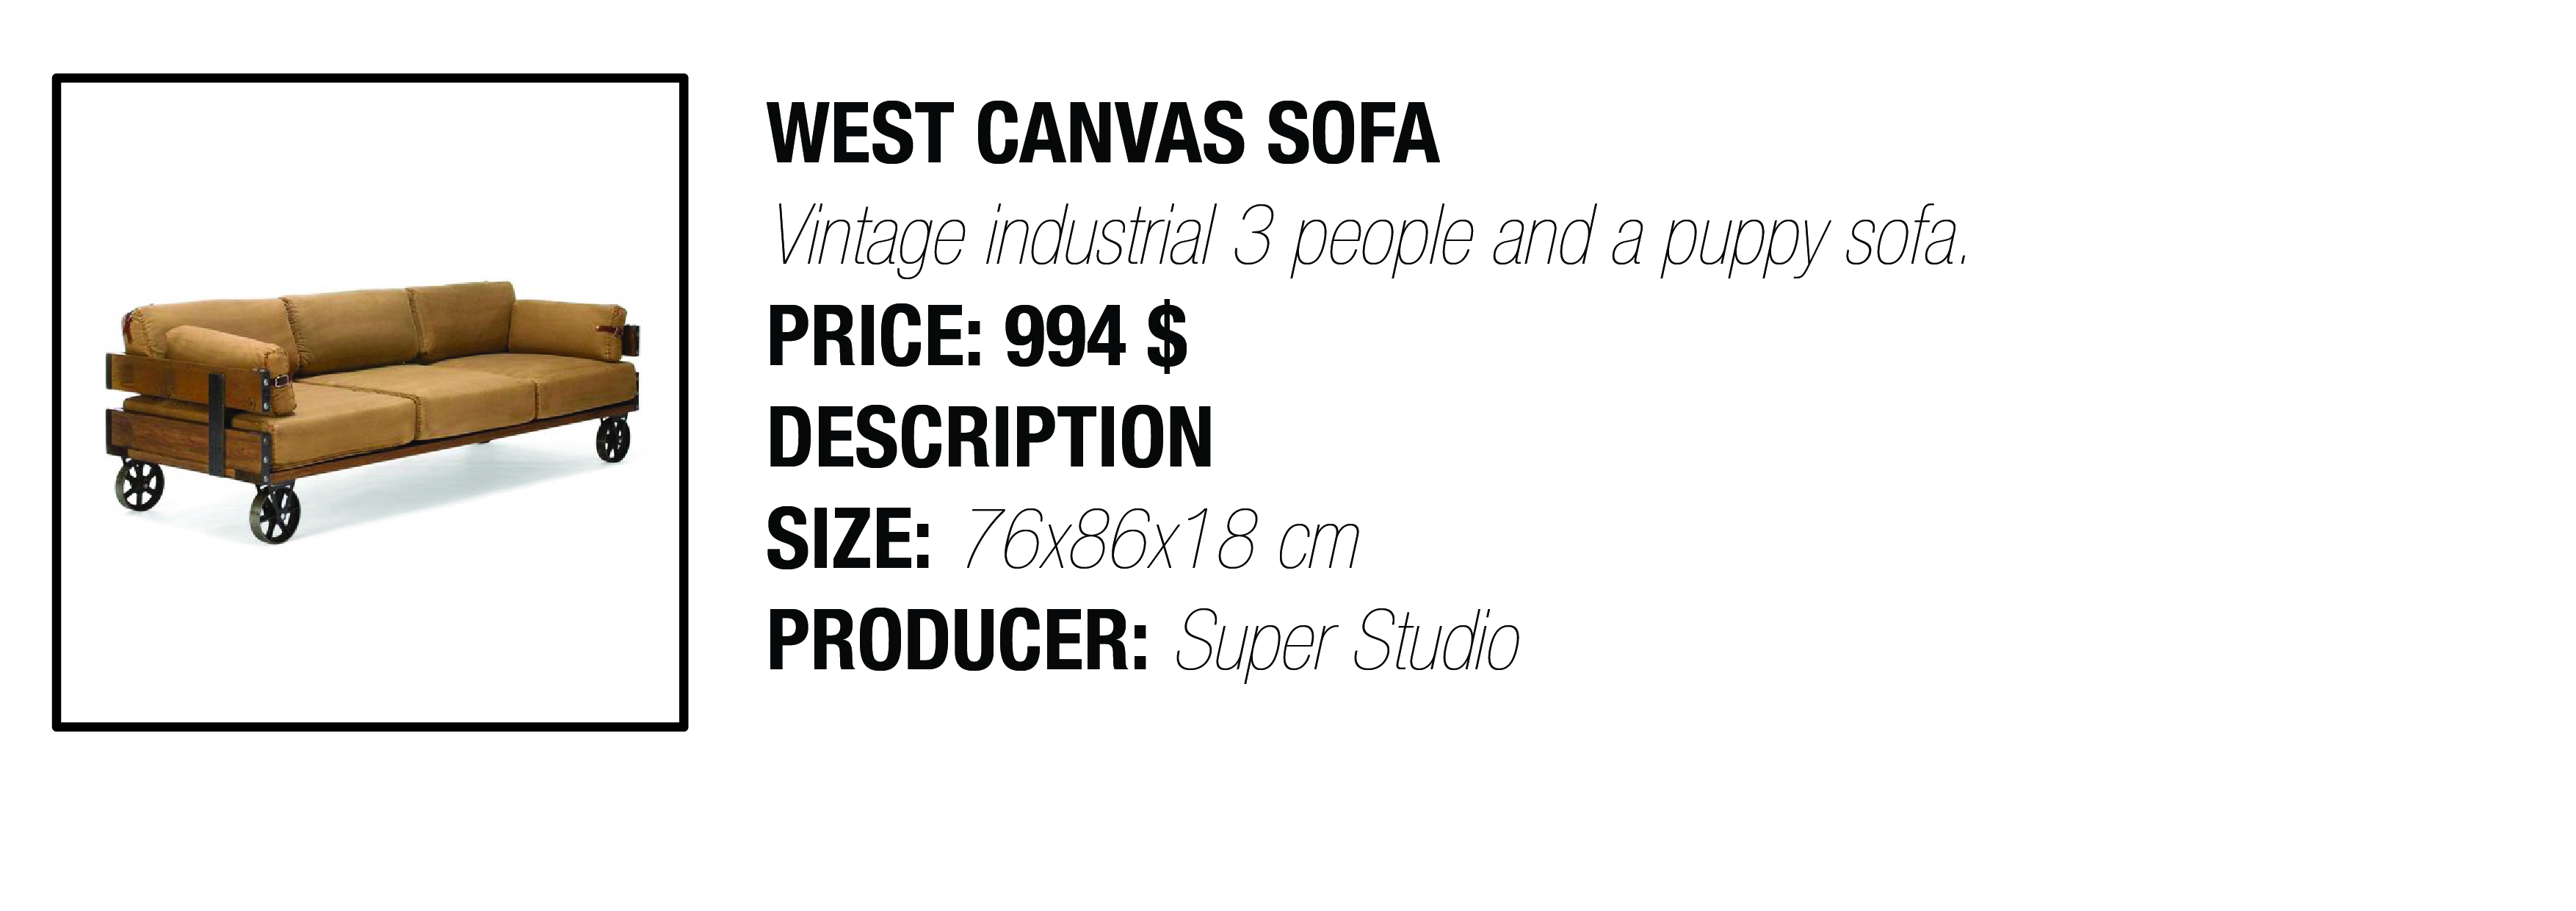 WEST CANVAS SOFA
Vintage industrial 3 people and a puppy sofa.
PRICE: 994 $
DESCRIPTION
SIZE: 76x86x18 cm
PRODUCER: Super Studio